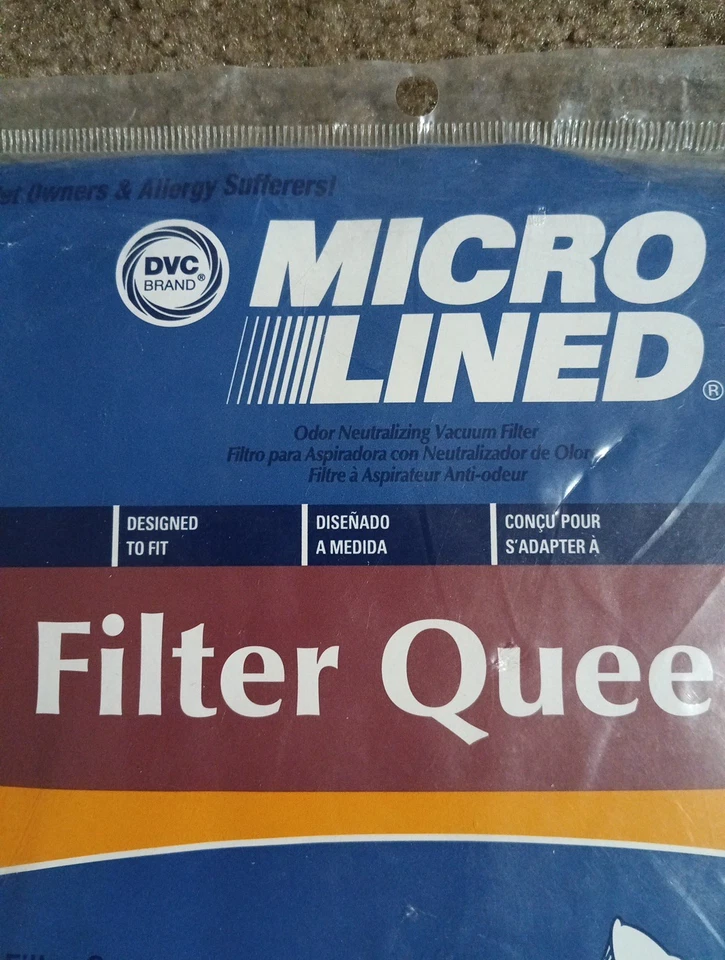 Owners & Allergy Sufferers!
DVC
BRAND®
MICRO
LINED®
Odor Neutralizing Vacuum Filter
Filtro para Aspiradora con Neutralizador de Olor
Filtre à Aspirateur Anti-odeur
DESIGNED
TO FIT
DISEÑADO
A MEDIDA
CONÇU POUR
S'ADAPTER À
Filter Quee